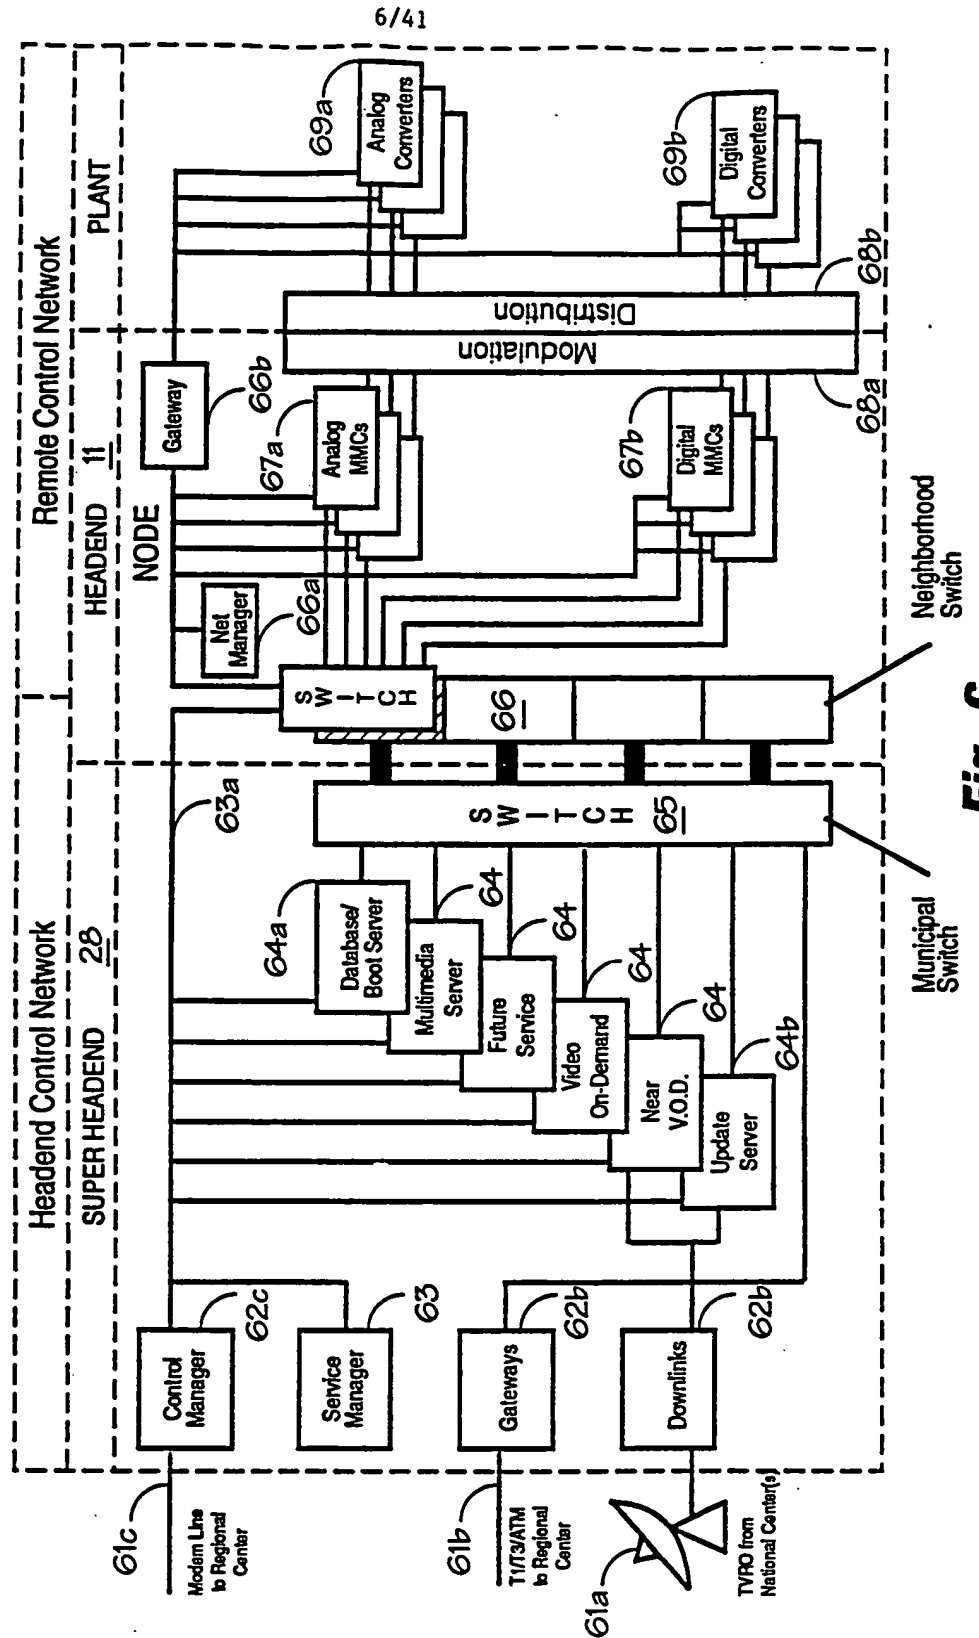 6/41
Headend Control Network
Remote Control Network
SUPER HEADEND
28
HEADEND
11
PLANT
NODE
61c
Modem Line
to Regional
Center
Control
Manager
62c
Service
Manager
63
63a
61b
T1/T3/ATM
to Regional
Center
Gateways
62b
61a
TVRO from
National Center(s)
Downlinks
62b
64a
Database/
Boot Server
Multimedia
Server
64
Future
Service
64
Video
On-Demand
64
Near
V.O.D.
64
Update
Server
64b
SWITCH
65
Municipal
Switch
SWITCH
66
Neighborhood
Switch
Net
Manager
66a
Gateway
66b
67a
Analog
MMCs
67b
Digital
MMCs
Modulation
68a
Distribution
68b
69a
Analog
Converters
69b
Digital
Converters